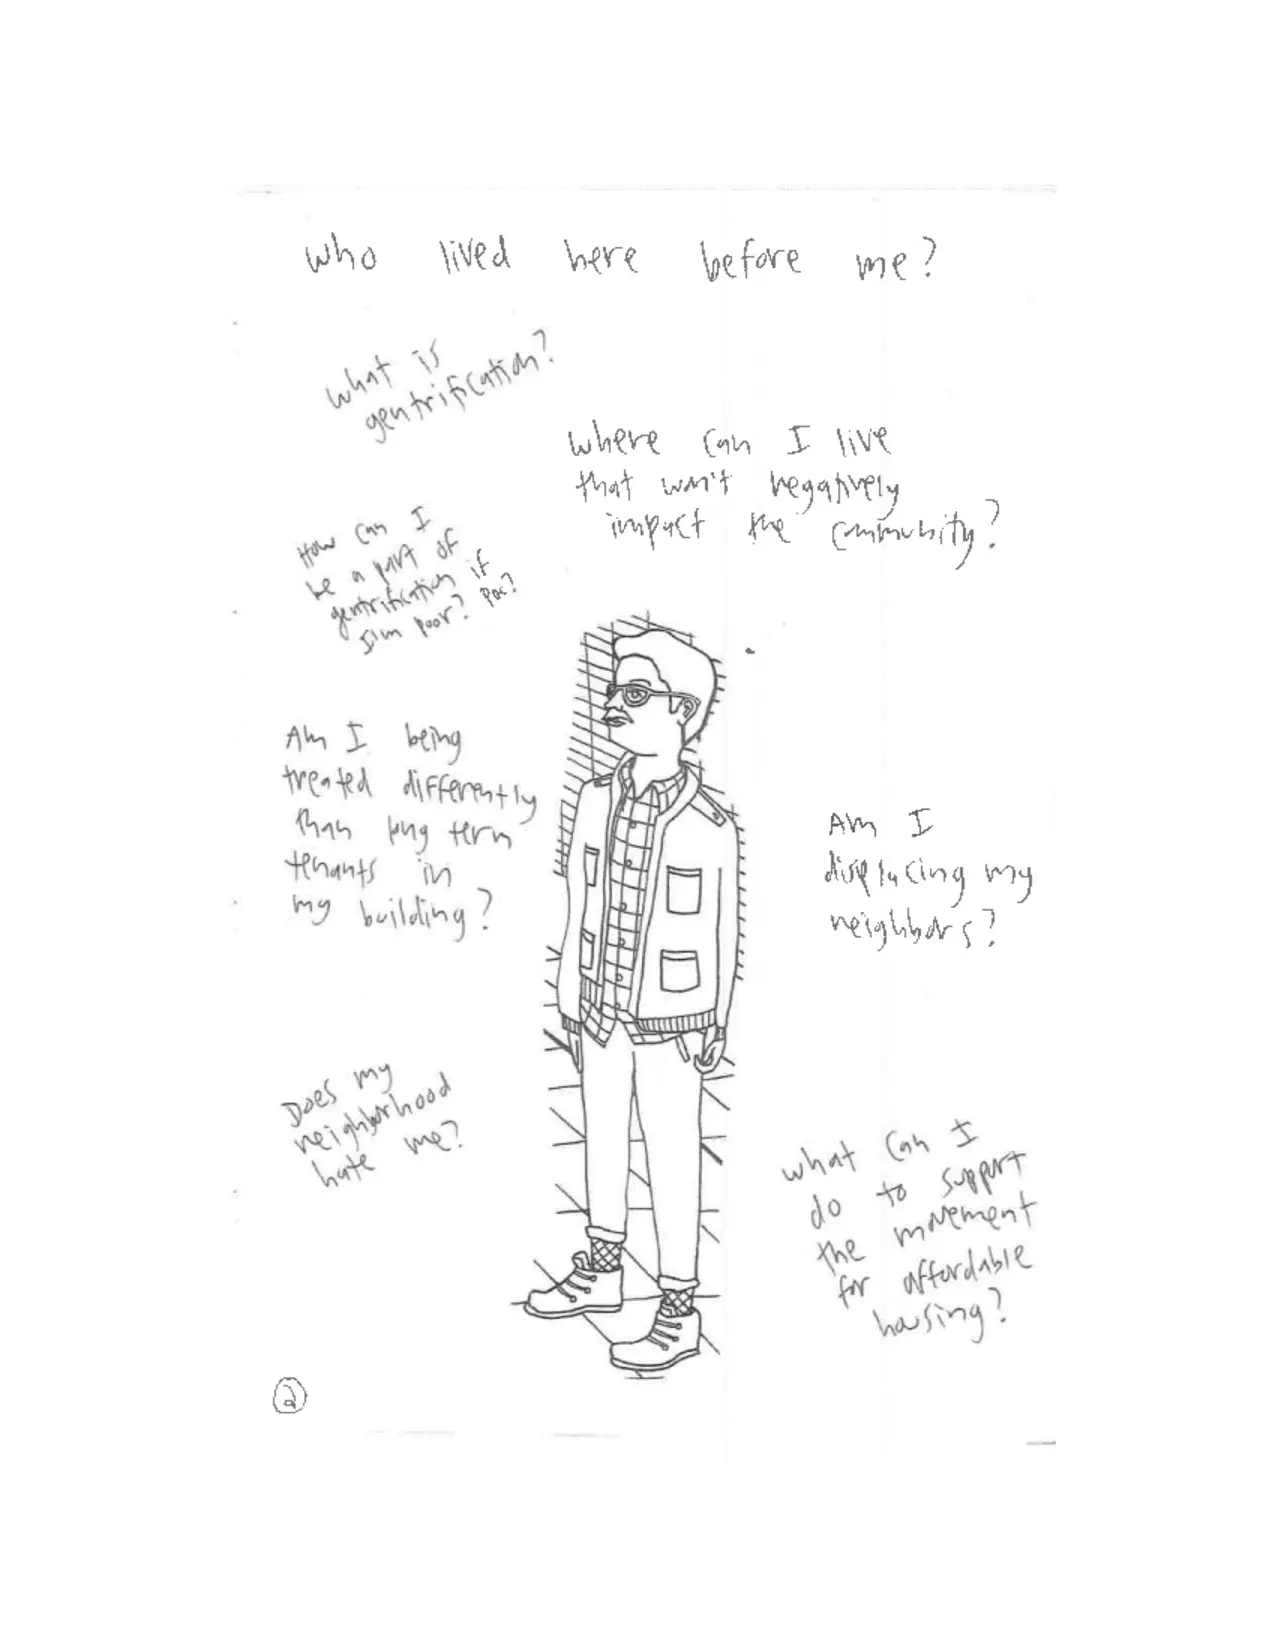 who lived here before me?
what is
gentrification?
where can I live
that won't negatively
impact the community?
How can I
be a part of
gentrification if
I'm poor? POC?
Am I being
treated differently
than long term
tenants in
my building?
Am I
displacing my
neighbors?
Does my
neighborhood
hate me?
what can I
do to support
the movement
for affordable
housing?
2